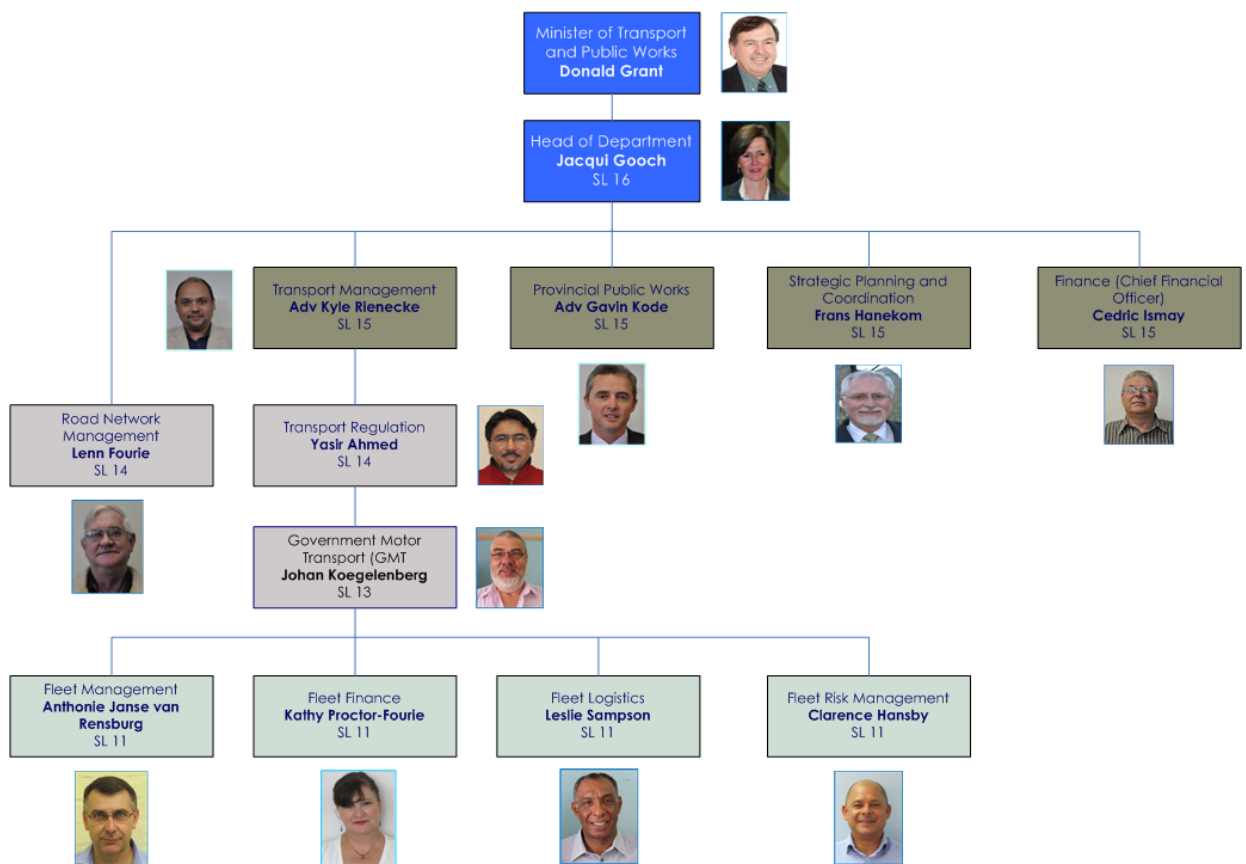 Minister of Transport
and Public Works
Donald Grant
Head of Department
Jacqui Gooch
SL 16
Transport Management
Adv Kyle Rienecke
SL 15
Provincial Public Works
Adv Gavin Kode
SL 15
Strategic Planning and
Coordination
Frans Hanekom
SL 15
Finance (Chief Financial
Officer)
Cedric Ismay
SL 15
Road Network
Management
Lenn Fourie
SL 14
Transport Regulation
Yasir Ahmed
SL 14
Government Motor
Transport (GMT
Johan Koegelenberg
SL 13
Fleet Management
Anthonie Janse van
Rensburg
SL 11
Fleet Finance
Kathy Proctor-Fourie
SL 11
Fleet Logistics
Leslie Sampson
SL 11
Fleet Risk Management
Clarence Hansby
SL 11